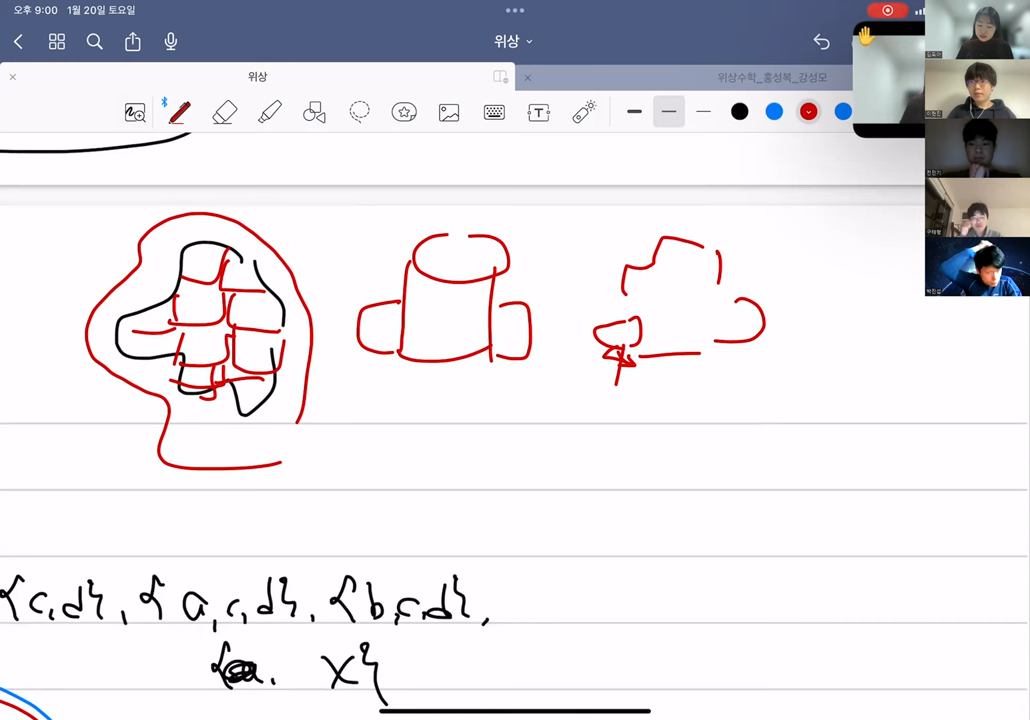 오후 9:00 1월 20일 토요일
위상
위상
위상수학_홍성복_강성모
{c,d}, {a,c,d}, {b,c,d},
X}